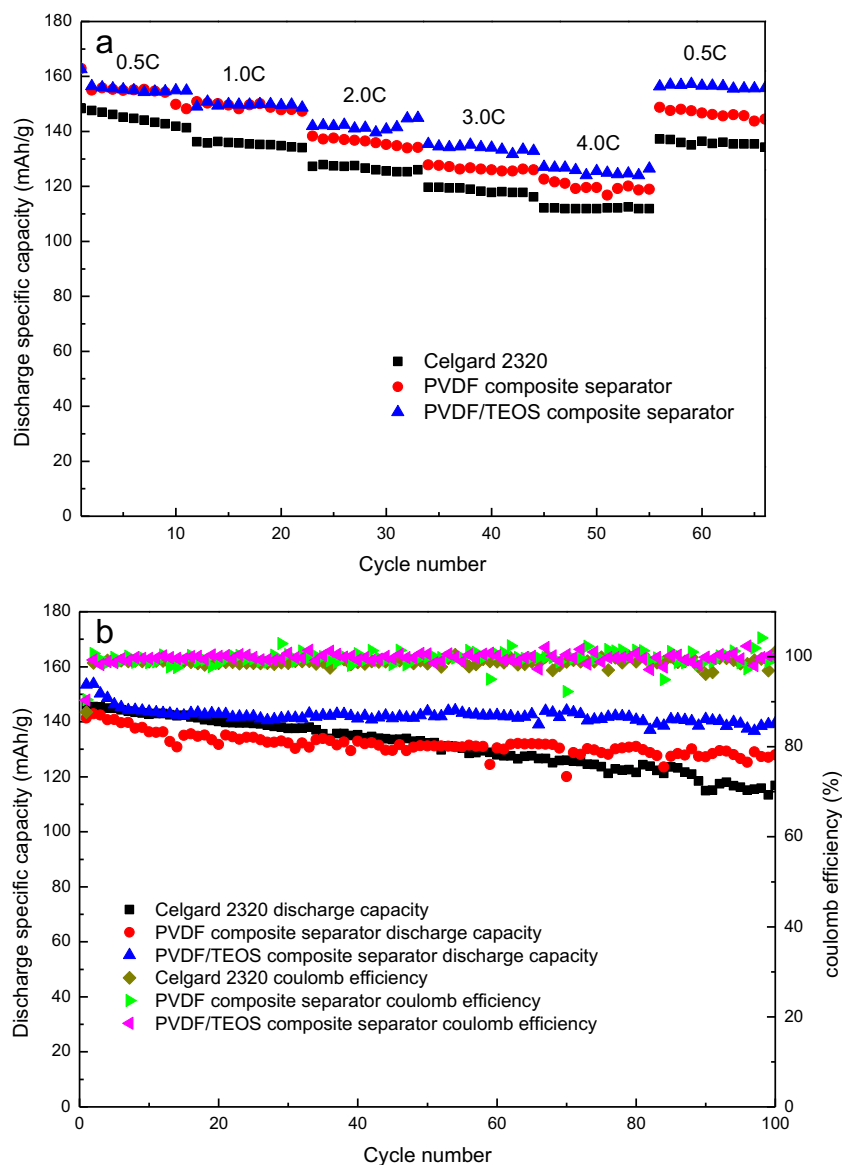 a
0.5C
1.0C
2.0C
3.0C
4.0C
0.5C
180
160
140
120
100
80
60
40
20
0
Discharge specific capacity (mAh/g)
Celgard 2320
PVDF composite separator
PVDF/TEOS composite separator
10
20
30
40
50
60
Cycle number
b
180
160
140
120
100
80
60
40
20
0
Discharge specific capacity (mAh/g)
Celgard 2320 discharge capacity
PVDF composite separator discharge capacity
PVDF/TEOS composite separator discharge capacity
Celgard 2320 coulomb efficiency
PVDF composite separator coulomb efficiency
PVDF/TEOS composite separator coulomb efficiency
100
80
60
40
20
0
coulomb efficiency (%)
0
20
40
60
80
100
Cycle number